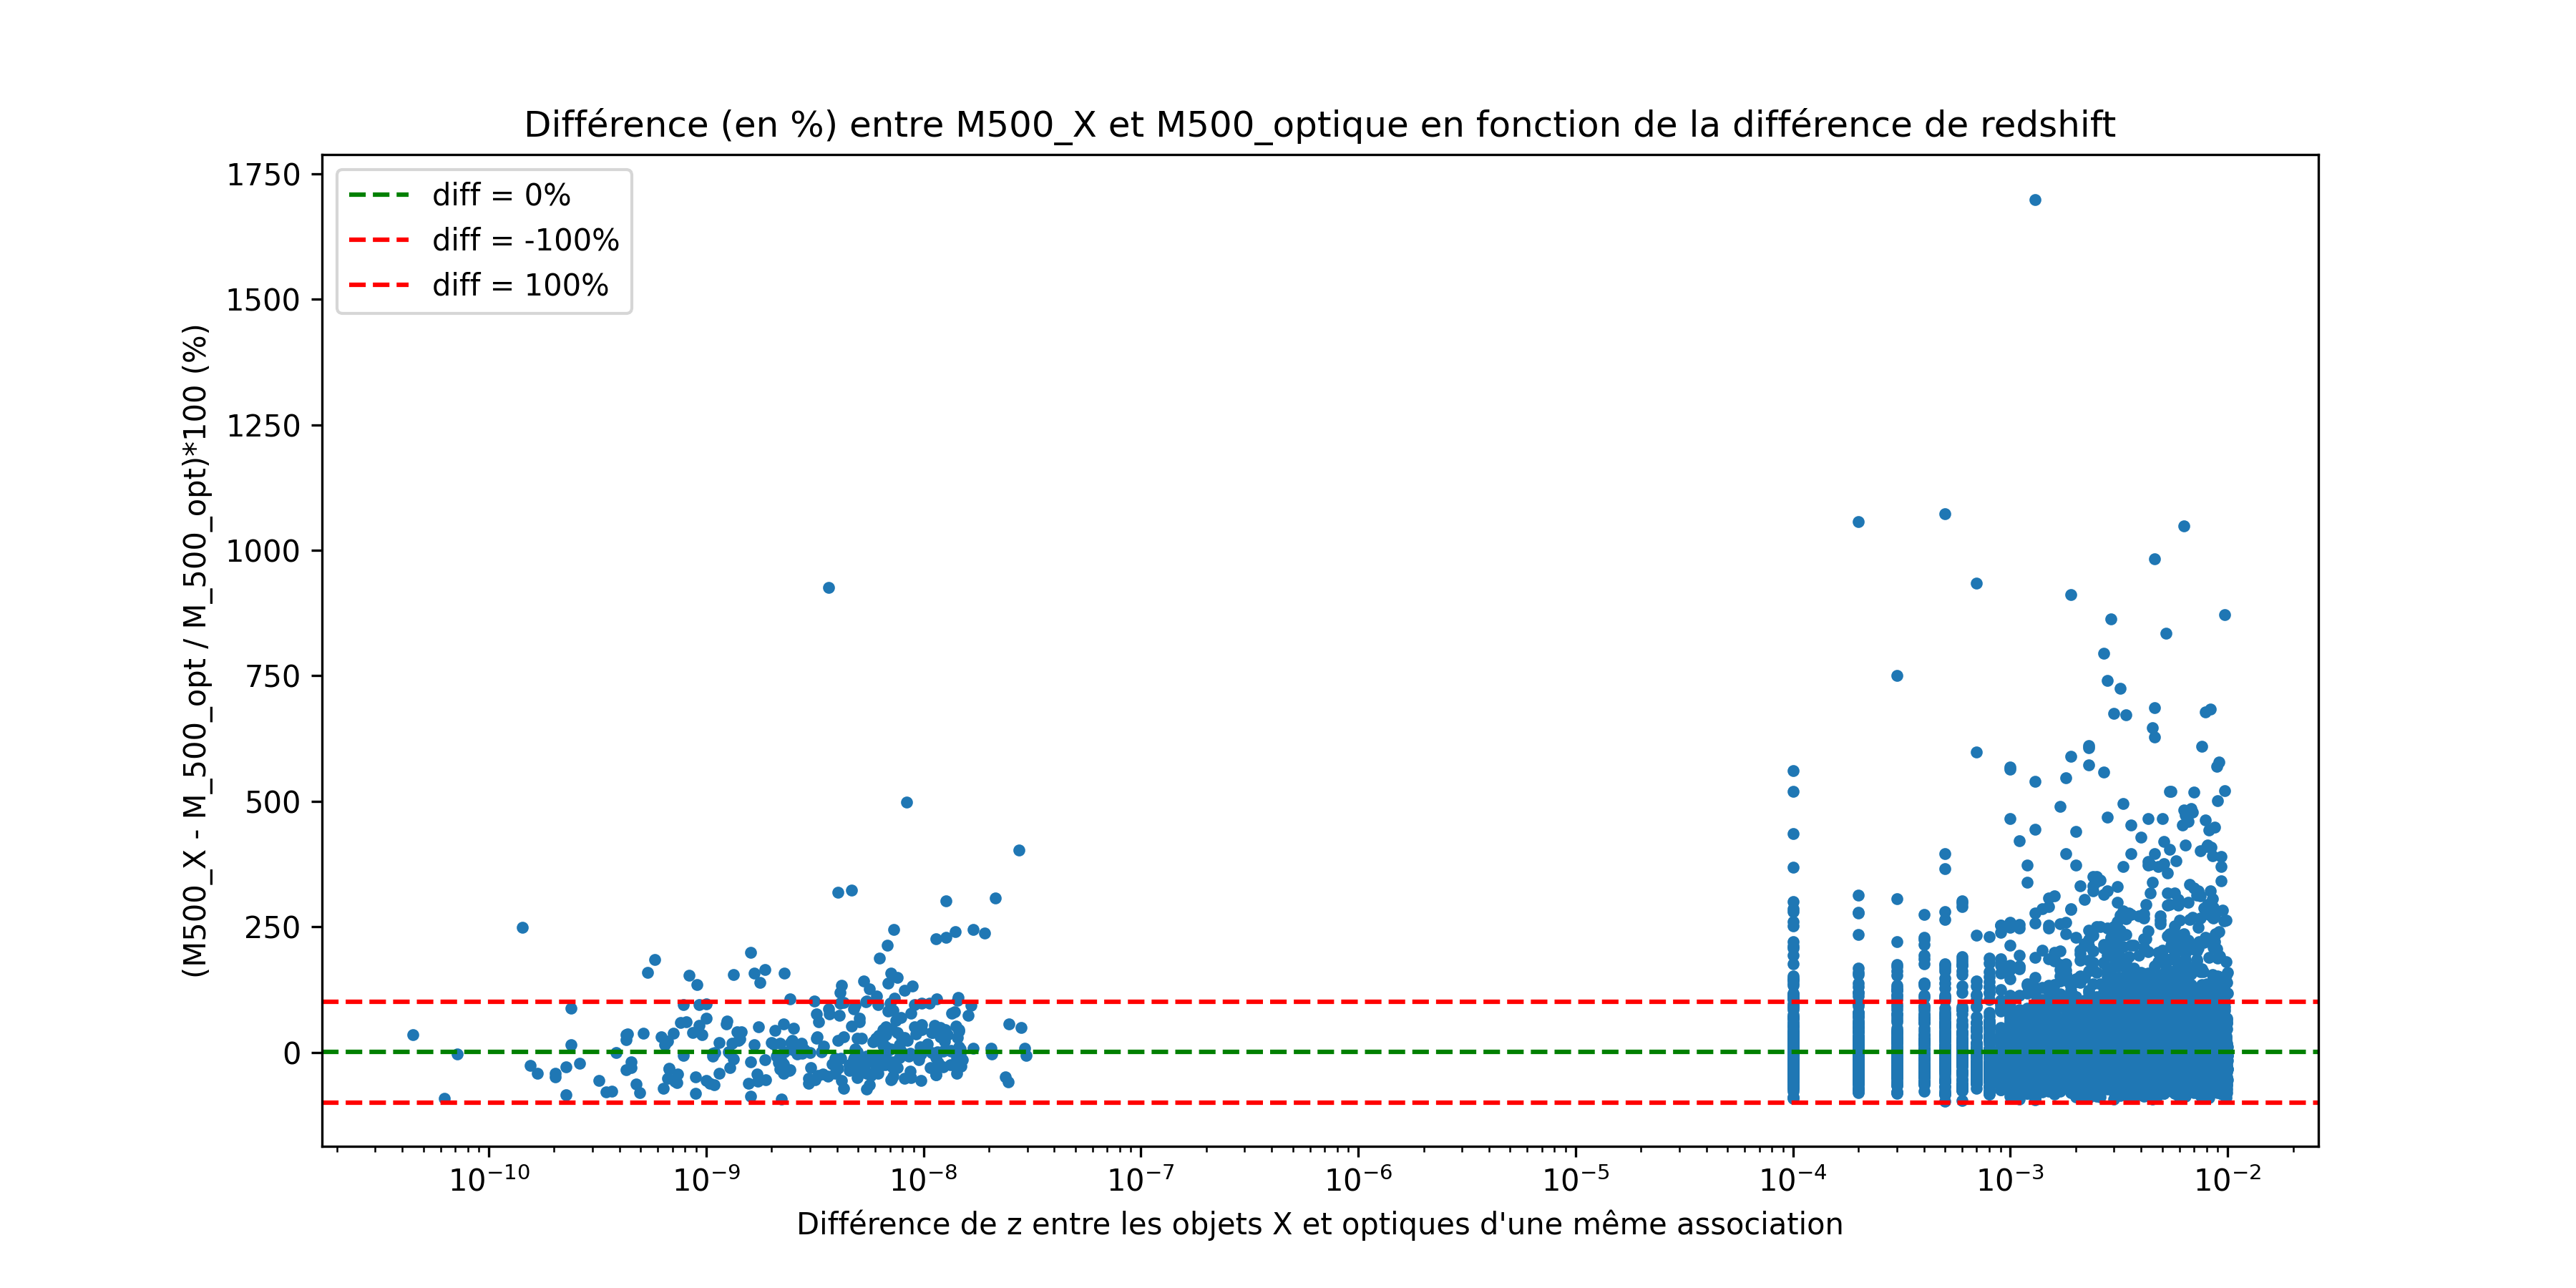 Différence (en %) entre M500_X et M500_optique en fonction de la différence de redshift
diff = 0%
diff = -100%
diff = 100%
1750
1500
1250
1000
750
500
250
0
(M500_X - M_500_opt / M_500_opt)*100 (%)
10⁻¹⁰ 10⁻⁹ 10⁻⁸ 10⁻⁷ 10⁻⁶ 10⁻⁵ 10⁻⁴ 10⁻³ 10⁻²
Différence de z entre les objets X et optiques d'une même association